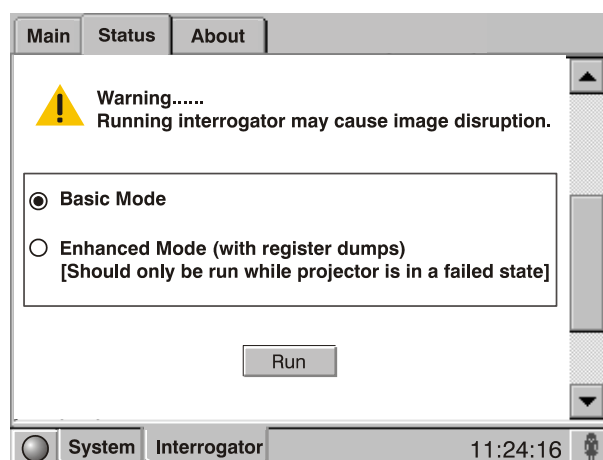 Main Status About
Warning......
Running interrogator may cause image disruption.
Basic Mode
Enhanced Mode (with register dumps)
[Should only be run while projector is in a failed state]
Run
System Interrogator 11:24:16